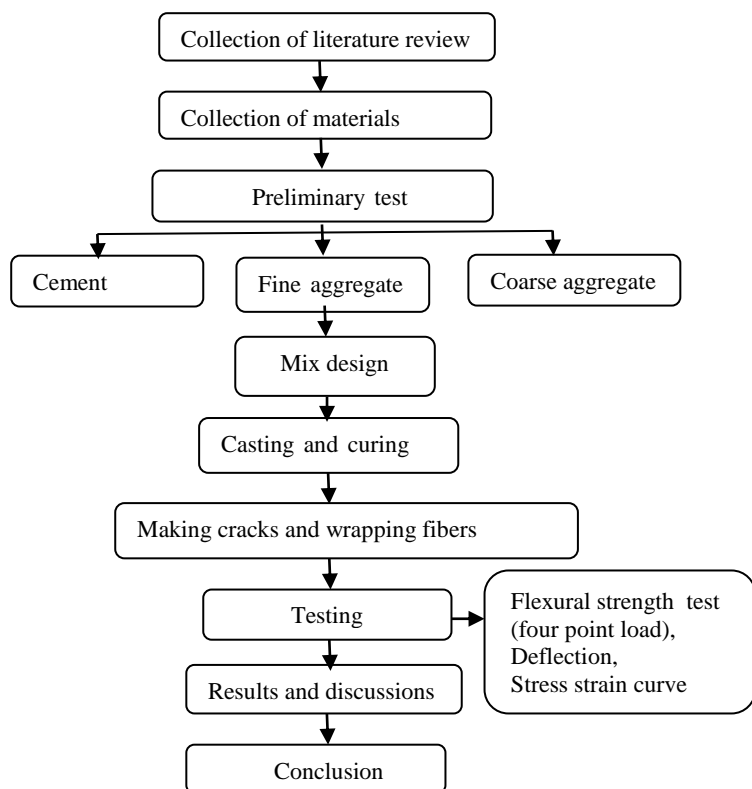 Collection of literature review
Collection of materials
Preliminary test
Cement
Fine aggregate
Coarse aggregate
Mix design
Casting and curing
Making cracks and wrapping fibers
Testing
Flexural strength test
(four point load),
Deflection,
Stress strain curve
Results and discussions
Conclusion